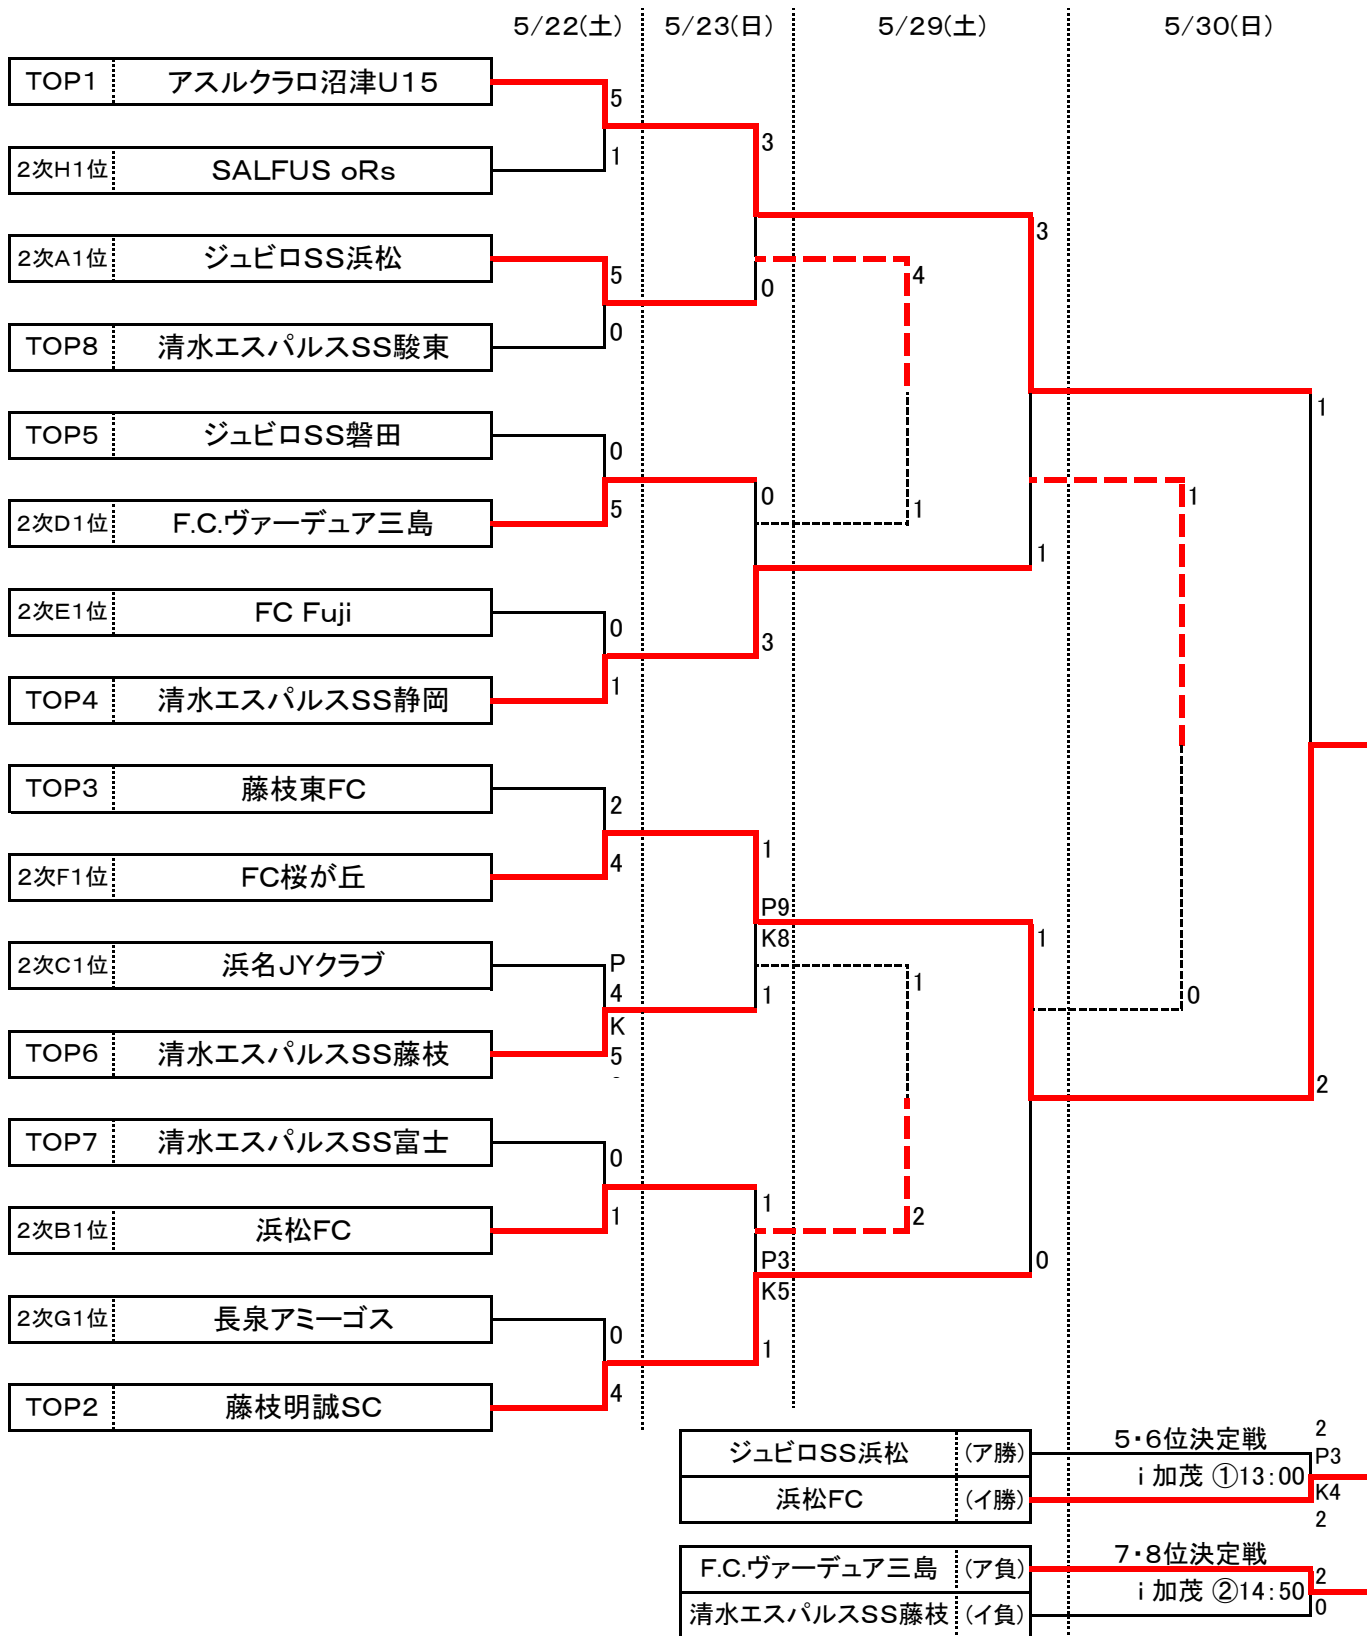 5/22(土) 5/23(日) 5/29(土) 5/30(日)
TOP1 アスルクラロ沼津U15
5
1
2次H1位 SALFUS oRs
3
2次A1位 ジュビロSS浜松
5
0
0
TOP8 清水エスパルスSS駿東
3
4
TOP5 ジュビロSS磐田
0
5
0
2次D1位 F.C.ヴァーデュア三島
1
1
2次E1位 FC Fuji
0
1
3
TOP4 清水エスパルスSS静岡
1
1
TOP3 藤枝東FC
2
4
1
2次F1位 FC桜が丘
P9
K8
1
2次C1位 浜名JYクラブ
P
4
K
5
1
1
0
TOP6 清水エスパルスSS藤枝
2
TOP7 清水エスパルスSS富士
0
1
1
2
2次B1位 浜松FC
P3
K5
0
2次G1位 長泉アミーゴス
0
4
1
TOP2 藤枝明誠SC
ジュビロSS浜松 (ア勝)
浜松FC (イ勝)
5・6位決定戦
i 加茂 ①13:00
2
P3
K4
2
F.C.ヴァーデュア三島 (ア負)
清水エスパルスSS藤枝 (イ負)
7・8位決定戦
i 加茂 ②14:50
2
0